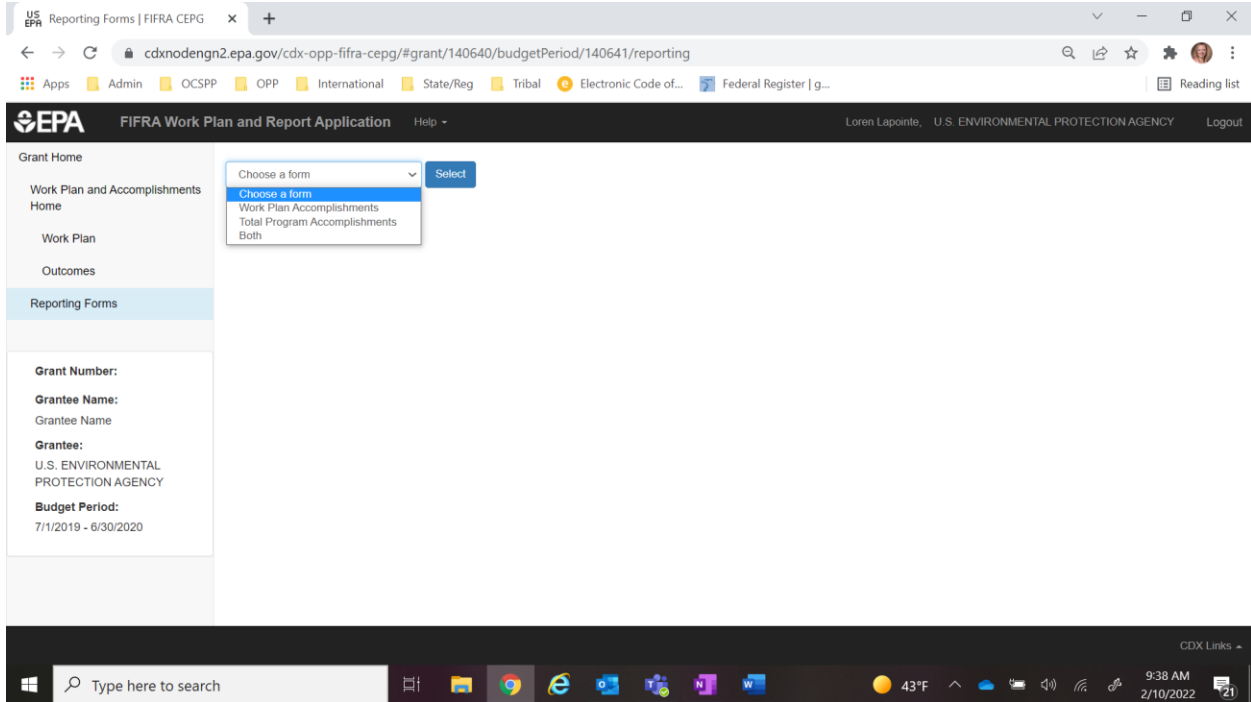 US EPA Reporting Forms | FIFRA CEPG
cdxnodengn2.epa.gov/cdx-opp-fifra-cepg/#grant/140640/budgetPeriod/140641/reporting
Apps Admin OCSPP OPP International State/Reg Tribal Electronic Code of... Federal Register | g... Reading list
EPA FIFRA Work Plan and Report Application Help Loren Lapointe, U.S. ENVIRONMENTAL PROTECTION AGENCY Logout
Grant Home
Work Plan and Accomplishments
Home
Work Plan
Outcomes
Reporting Forms
Choose a form Select
Choose a form
Work Plan Accomplishments
Total Program Accomplishments
Both
Grant Number:
Grantee Name:
Grantee Name
Grantee:
U.S. ENVIRONMENTAL
PROTECTION AGENCY
Budget Period:
7/1/2019 - 6/30/2020
CDX Links
Type here to search
43°F
9:38 AM
2/10/2022
21